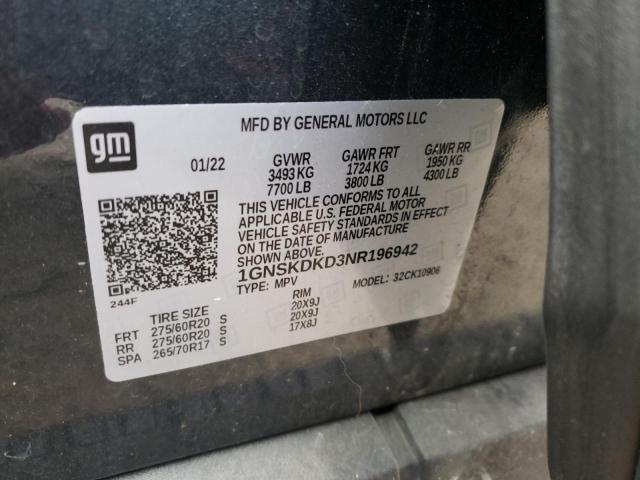 gm
MFD BY GENERAL MOTORS LLC
01/22 GVWR GAWR FRT GAWR RR
3493 KG 1724 KG 1950 KG
7700 LB 3800 LB 4300 LB
THIS VEHICLE CONFORMS TO ALL
APPLICABLE U.S. FEDERAL MOTOR
VEHICLE SAFETY STANDARDS IN EFFECT
ON THE DATE OF MANUFACTURE
SHOWN ABOVE.
1GNSKDKD3NR196942
TYPE: MPV MODEL: 32CK10906
244F
TIRE SIZE RIM
FRT 275/60R20 S 20X9J
RR 275/60R20 S 20X9J
SPA 265/70R17 S 17X8J